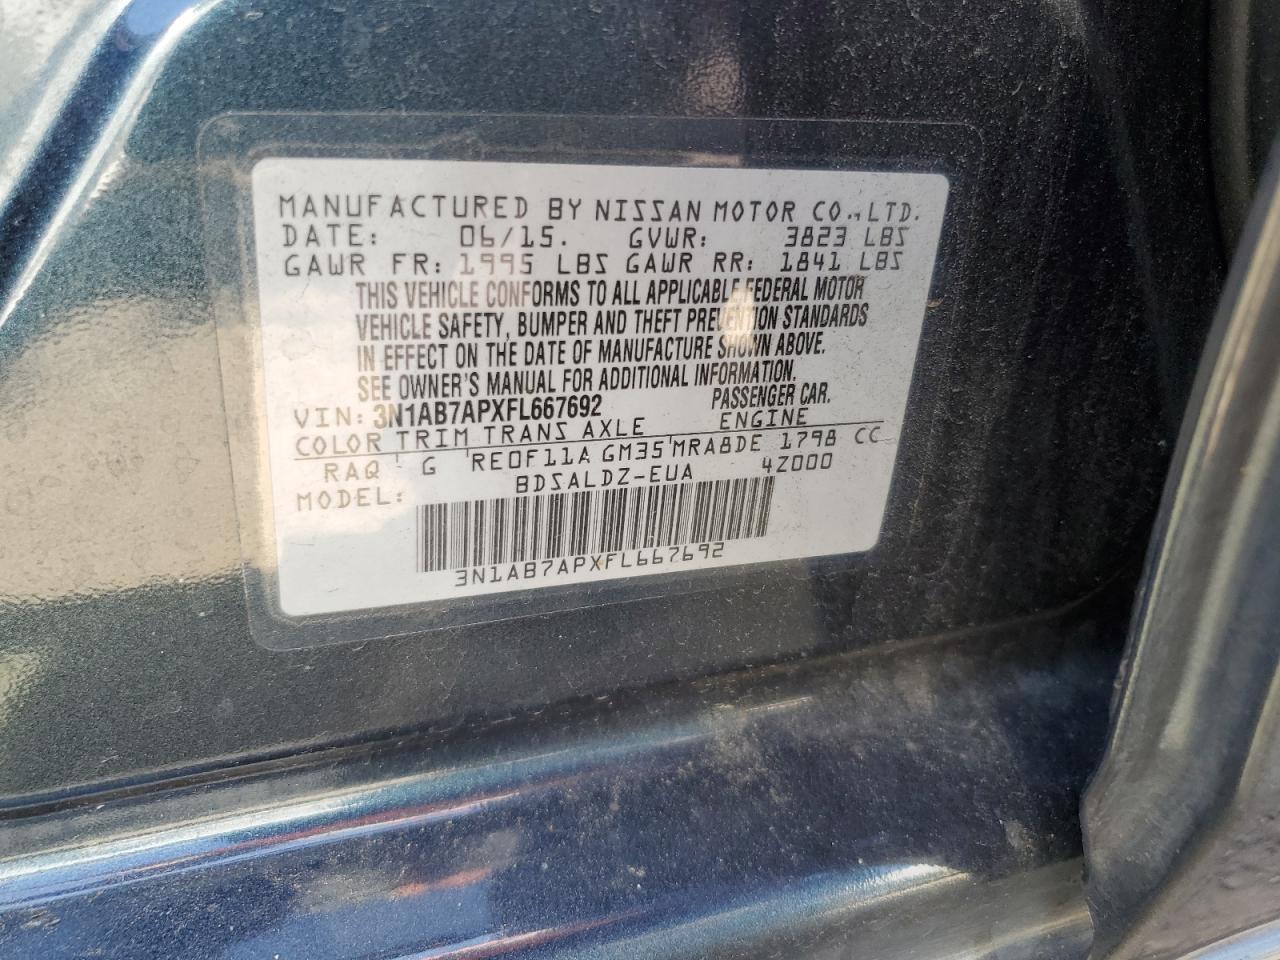 MANUFACTURED BY NISSAN MOTOR CO.,LTD.
DATE: 06/15. GVWR: 3823 LBS
GAWR FR: 1995 LBS GAWR RR: 1841 LBS
THIS VEHICLE CONFORMS TO ALL APPLICABLE FEDERAL MOTOR
VEHICLE SAFETY, BUMPER AND THEFT PREVENTION STANDARDS
IN EFFECT ON THE DATE OF MANUFACTURE SHOWN ABOVE.
SEE OWNER'S MANUAL FOR ADDITIONAL INFORMATION.
VIN: 3N1AB7APXFL667692 PASSENGER CAR.
COLOR TRIM TRANS AXLE ENGINE
RAQ G RE0F11A GM35 MRA8DE 1798 CC
MODEL: BDSALDZ-EUA 4Z000
3N1AB7APXFL667692